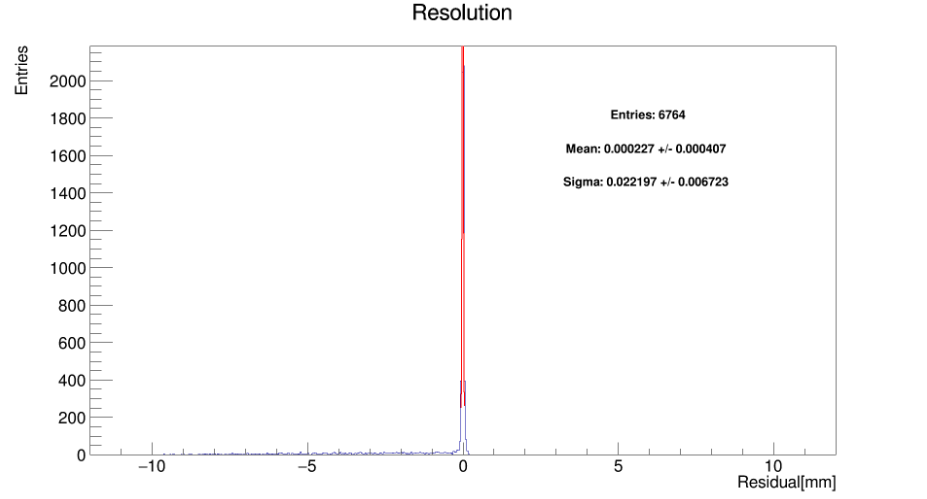 Resolution
Entries
2000
1800
1600
1400
1200
1000
800
600
400
200
0
Entries: 6764
Mean: 0.000227 +/- 0.000407
Sigma: 0.022197 +/- 0.006723
−10 −5 0 5 10
Residual[mm]